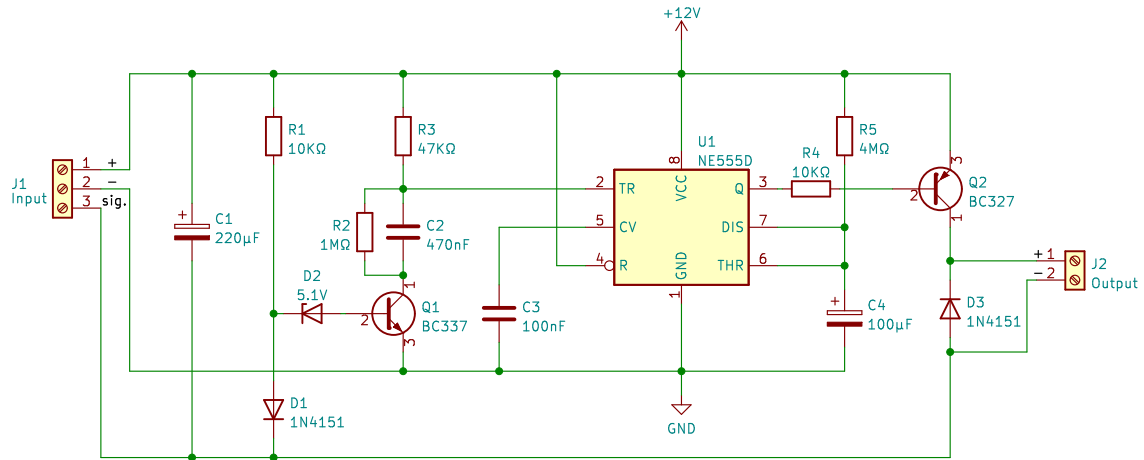 +12V
J1
Input
1
+
2
−
3
sig.
+
C1
220µF
R1
10KΩ
R3
47KΩ
R2
1MΩ
C2
470nF
D2
5.1V
1
2
3
Q1
BC337
D1
1N4151
C3
100nF
U1
NE555D
8
VCC
2
TR
5
CV
4
R
Q
3
DIS
7
THR
6
GND
1
GND
R4
10KΩ
R5
4MΩ
+
C4
100µF
3
2
1
Q2
BC327
D3
1N4151
+
1
−
2
J2
Output